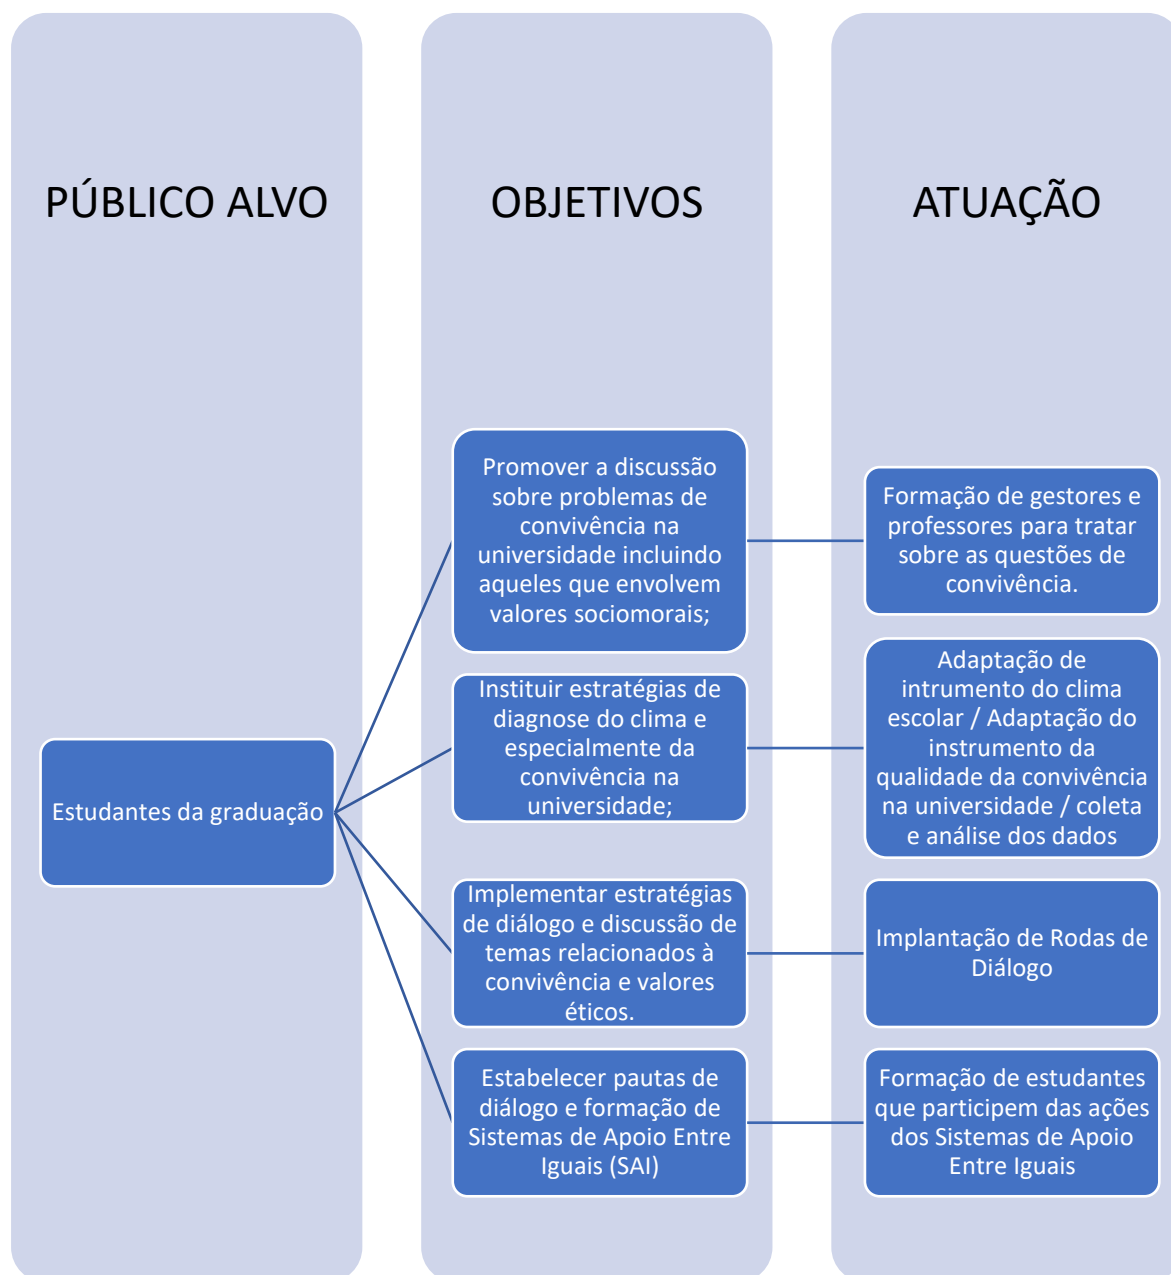 PÚBLICO ALVO
OBJETIVOS
ATUAÇÃO
Estudantes da graduação
Promover a discussão
sobre problemas de
convivência na
universidade incluindo
aqueles que envolvem
valores sociomorais;
Formação de gestores e
professores para tratar
sobre as questões de
convivência.
Instituir estratégias de
diagnose do clima e
especialmente da
convivência na
universidade;
Adaptação de
intrumento do clima
escolar / Adaptação do
instrumento da
qualidade da convivência
na universidade / coleta
e análise dos dados
Implementar estratégias
de diálogo e discussão de
temas relacionados à
convivência e valores
éticos.
Implantação de Rodas de
Diálogo
Estabelecer pautas de
diálogo e formação de
Sistemas de Apoio Entre
Iguais (SAI)
Formação de estudantes
que participem das ações
dos Sistemas de Apoio
Entre Iguais